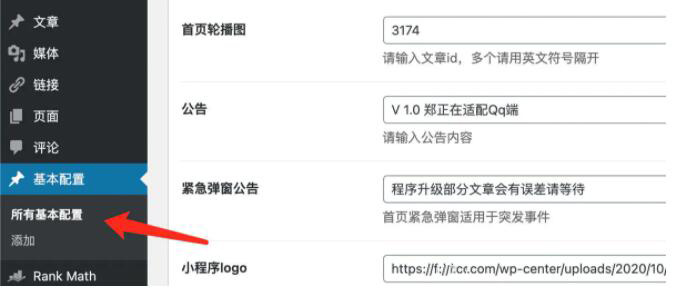 文章
媒体
链接
页面
评论
基本配置
所有基本配置
添加
Rank Math
首页轮播图
3174
请输入文章id，多个请用英文符号隔开
公告
V 1.0 郑正在适配Qq端
请输入公告内容
紧急弹窗公告
程序升级部分文章会有误差请等待
首页紧急弹窗适用于突发事件
小程序logo
.com/wp-center/uploads/2020/10/